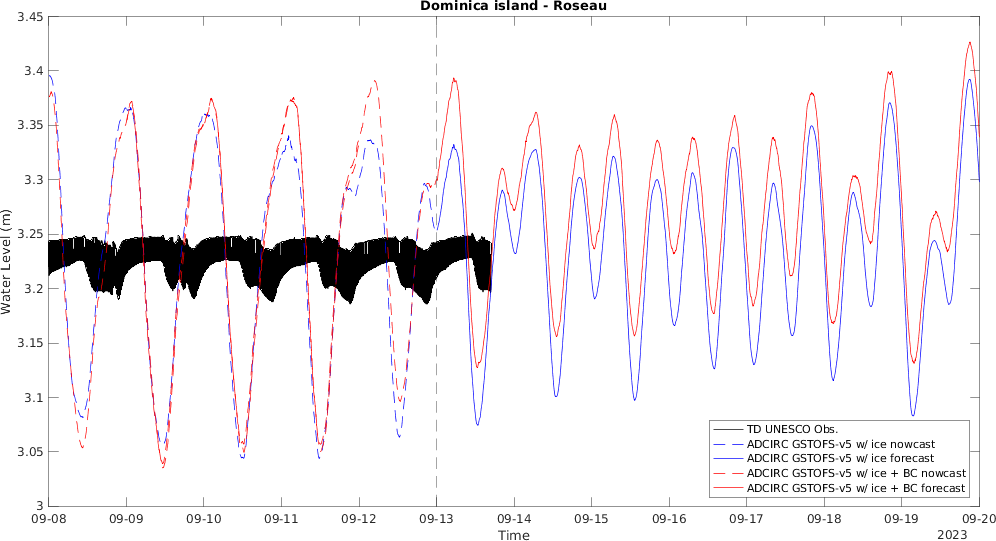 Dominica island - Roseau
3.45
3.4
3.35
3.3
3.25
3.2
3.15
3.1
3.05
3
Water Level (m)
TD UNESCO Obs.
ADCIRC GSTOFS-v5 w/ ice nowcast
ADCIRC GSTOFS-v5 w/ ice forecast
ADCIRC GSTOFS-v5 w/ ice + BC nowcast
ADCIRC GSTOFS-v5 w/ ice + BC forecast
09-08 09-09 09-10 09-11 09-12 09-13 09-14 09-15 09-16 09-17 09-18 09-19 09-20
Time
2023